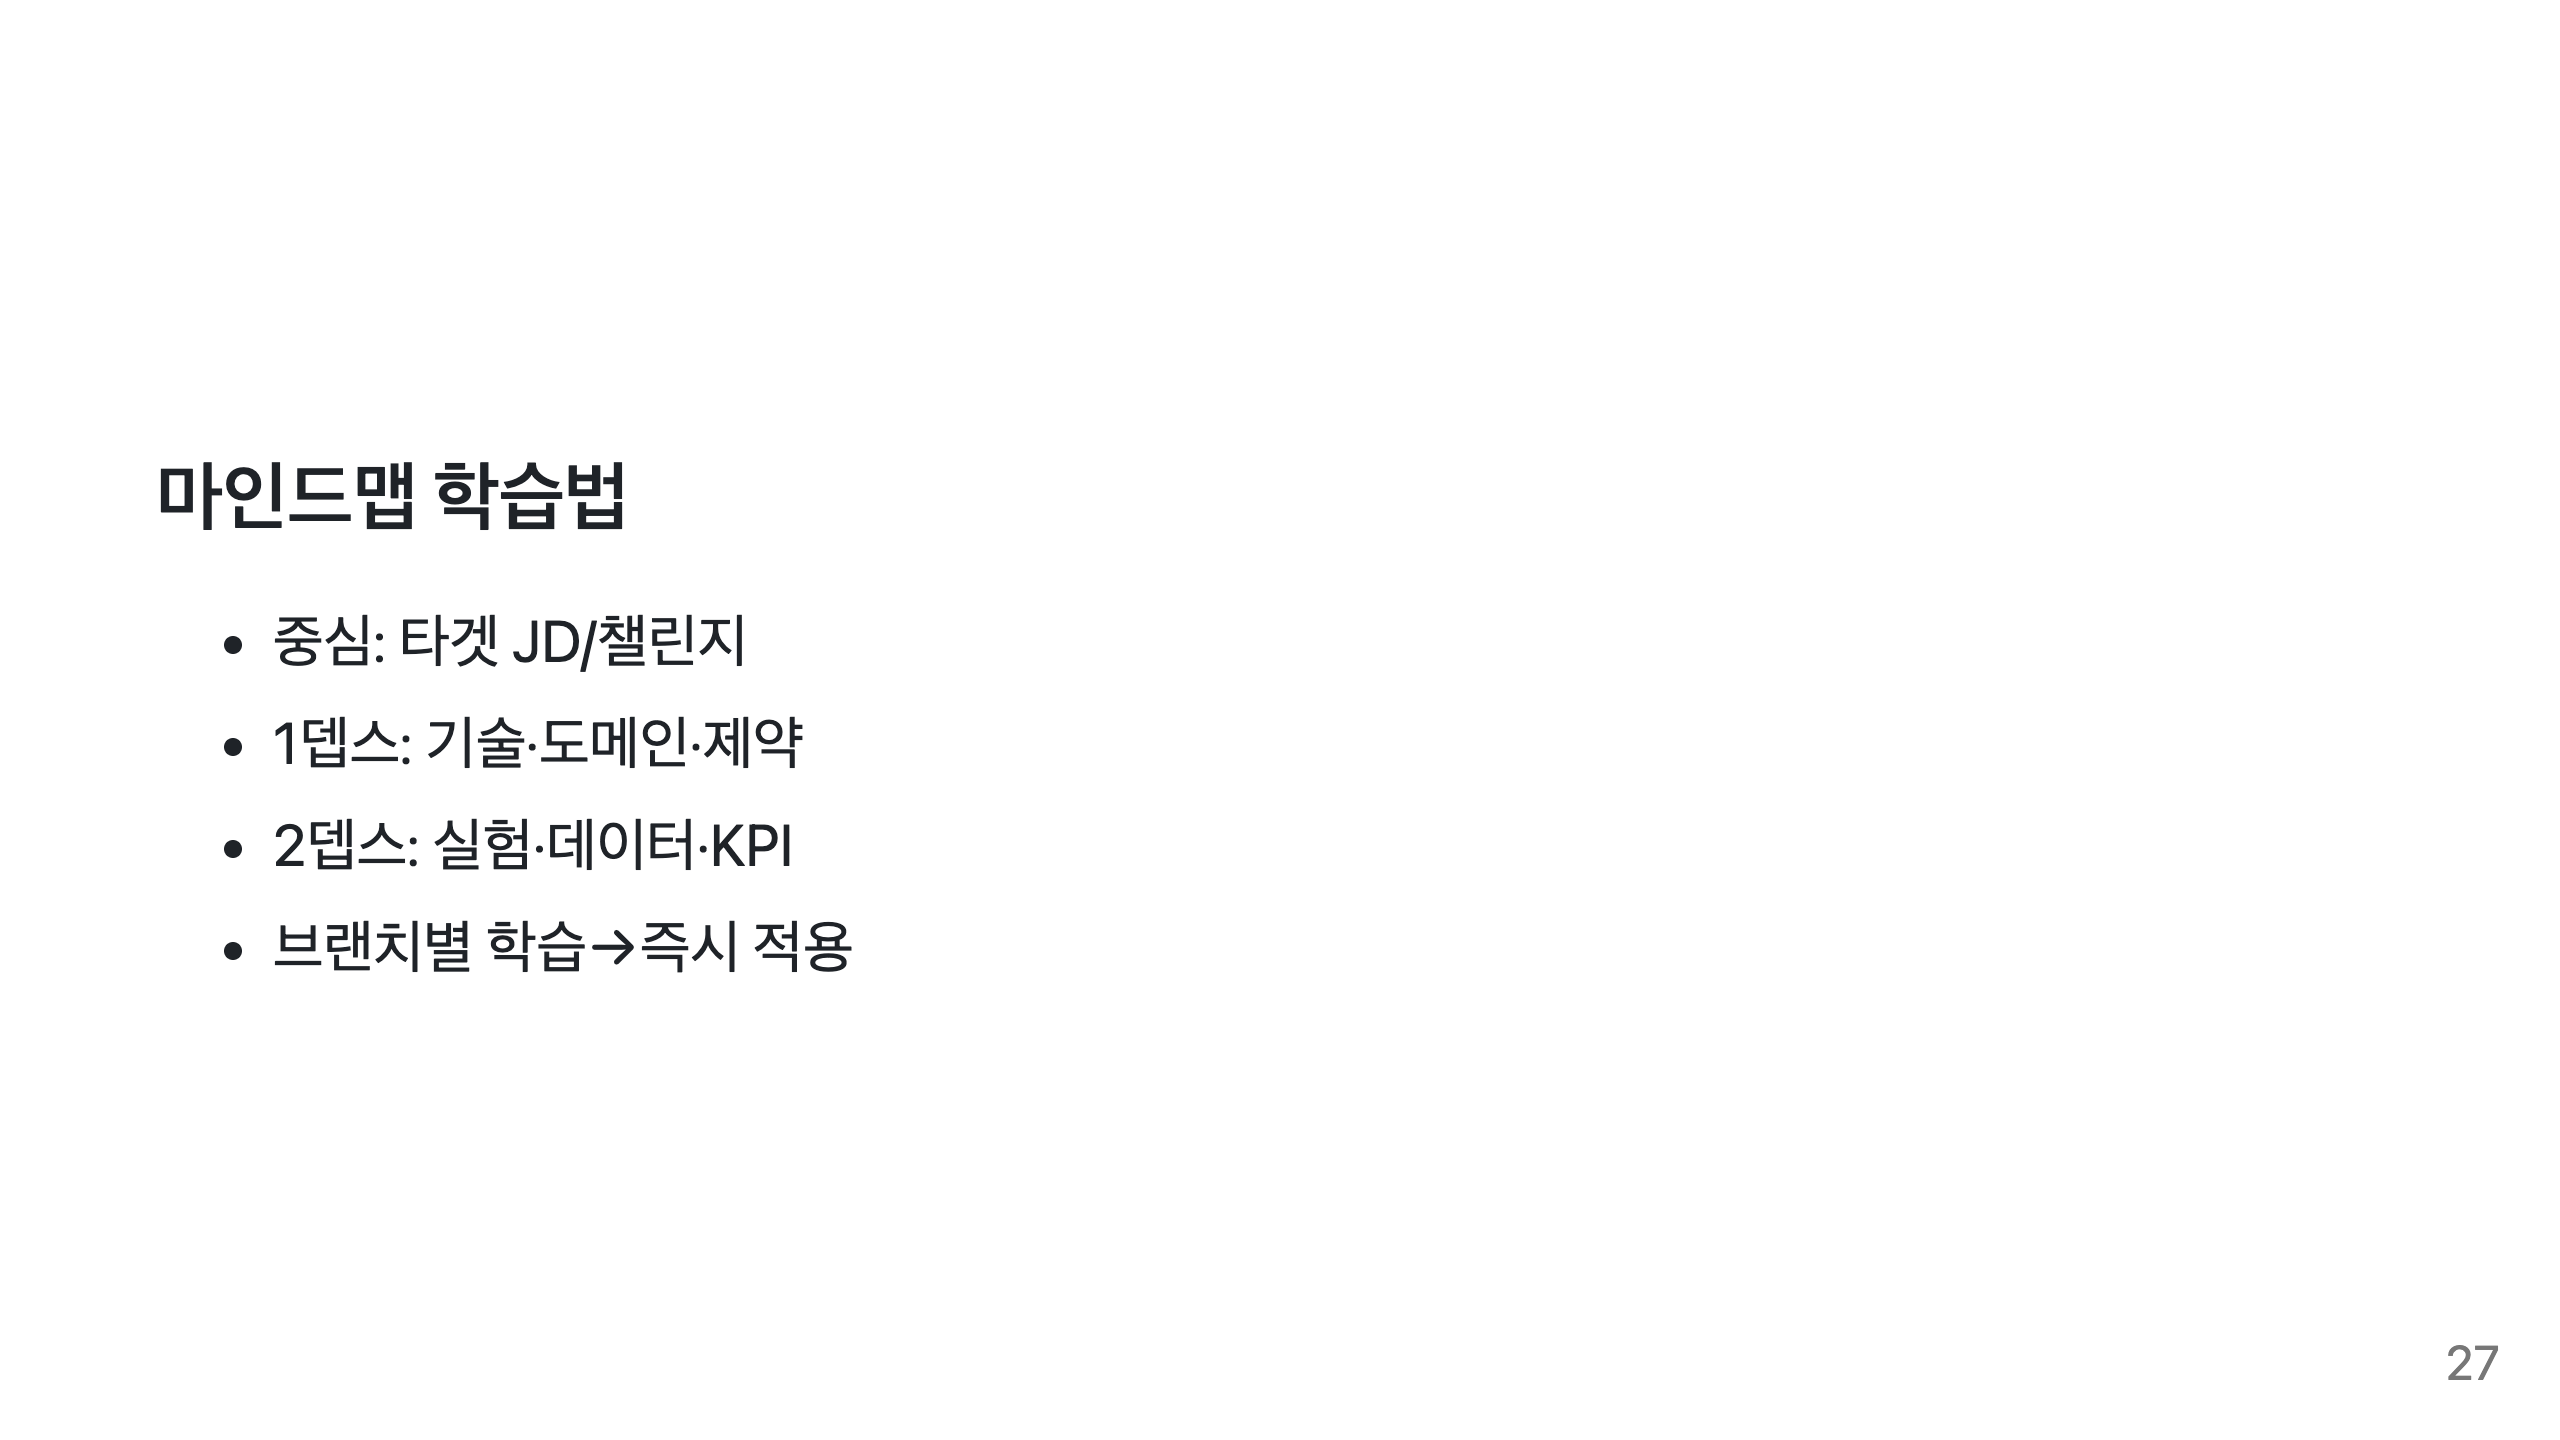 마인드맵 학습법
• 중심: 타겟 JD/챌린지
• 1뎁스: 기술·도메인·제약
• 2뎁스: 실험·데이터·KPI
• 브랜치별 학습→즉시 적용
27